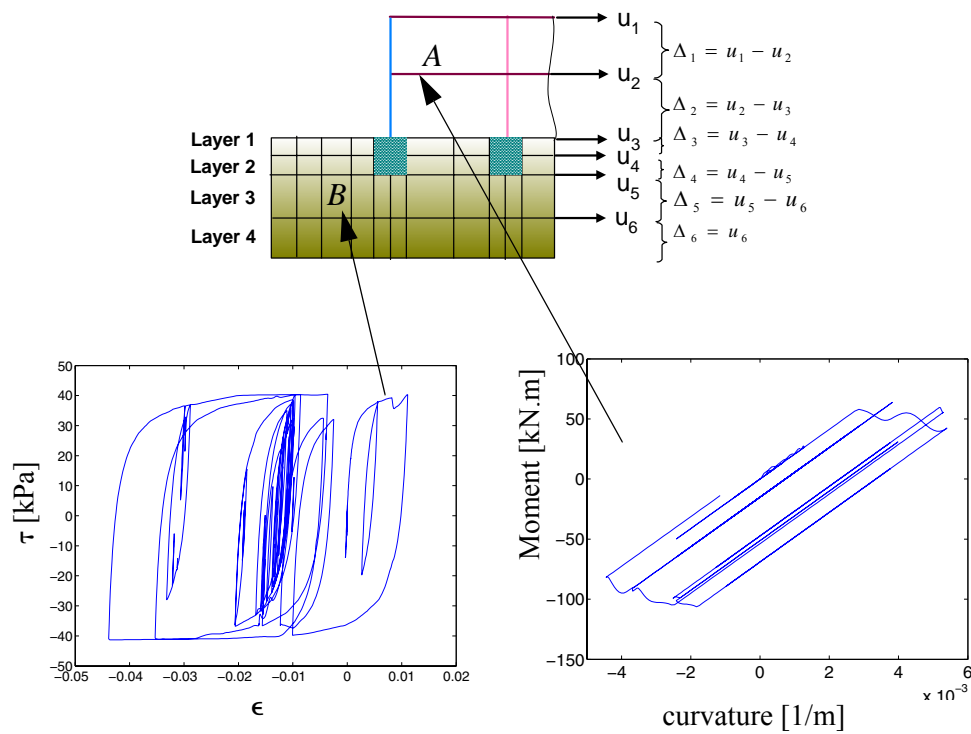 u1
Δ1 = u1 − u2
A
u2
Δ2 = u2 − u3
Layer 1
u3
Δ3 = u3 − u4
Layer 2
u4
Δ4 = u4 − u5
Layer 3
B
u5
Δ5 = u5 − u6
Layer 4
u6
Δ6 = u6
50
40
30
20
10
0
−10
−20
−30
−40
−50
τ [kPa]
−0.05
−0.04
−0.03
−0.02
−0.01
0
0.01
0.02
ϵ
100
50
0
−50
−100
−150
Moment [kN.m]
−4
−2
0
2
4
6
x 10−3
curvature [1/m]